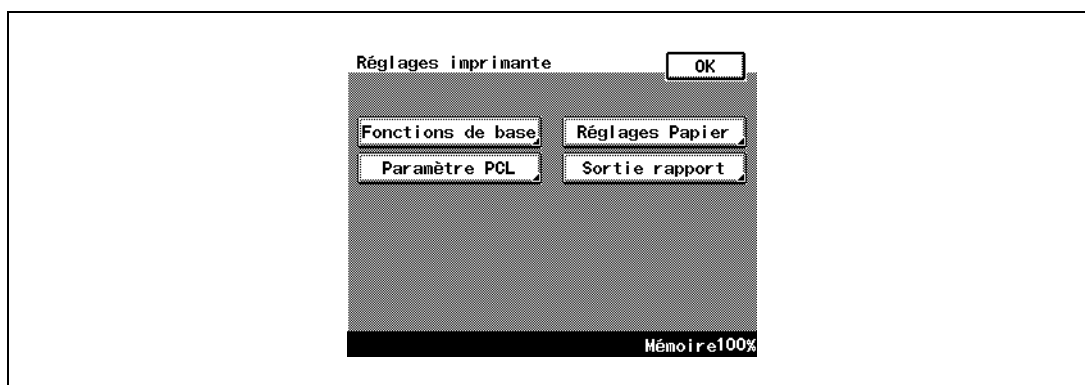 Réglages imprimante
OK
Fonctions de base
Réglages Papier
Paramètre PCL
Sortie rapport
Mémoire100%